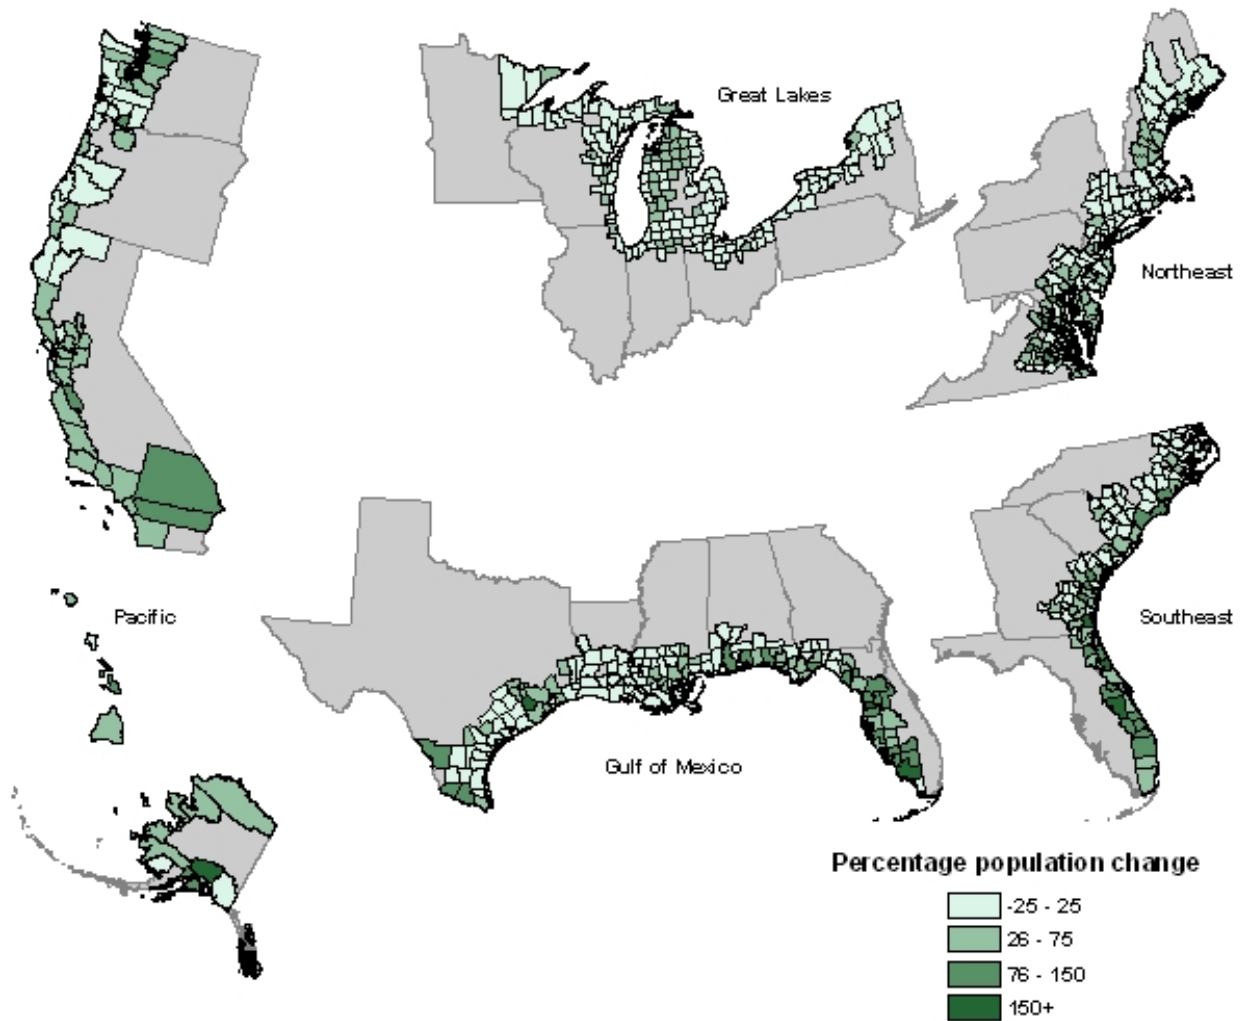 Great Lakes
Northeast
Pacific
Southeast
Gulf of Mexico
Percentage population change
-25 - 25
26 - 75
76 - 150
150+